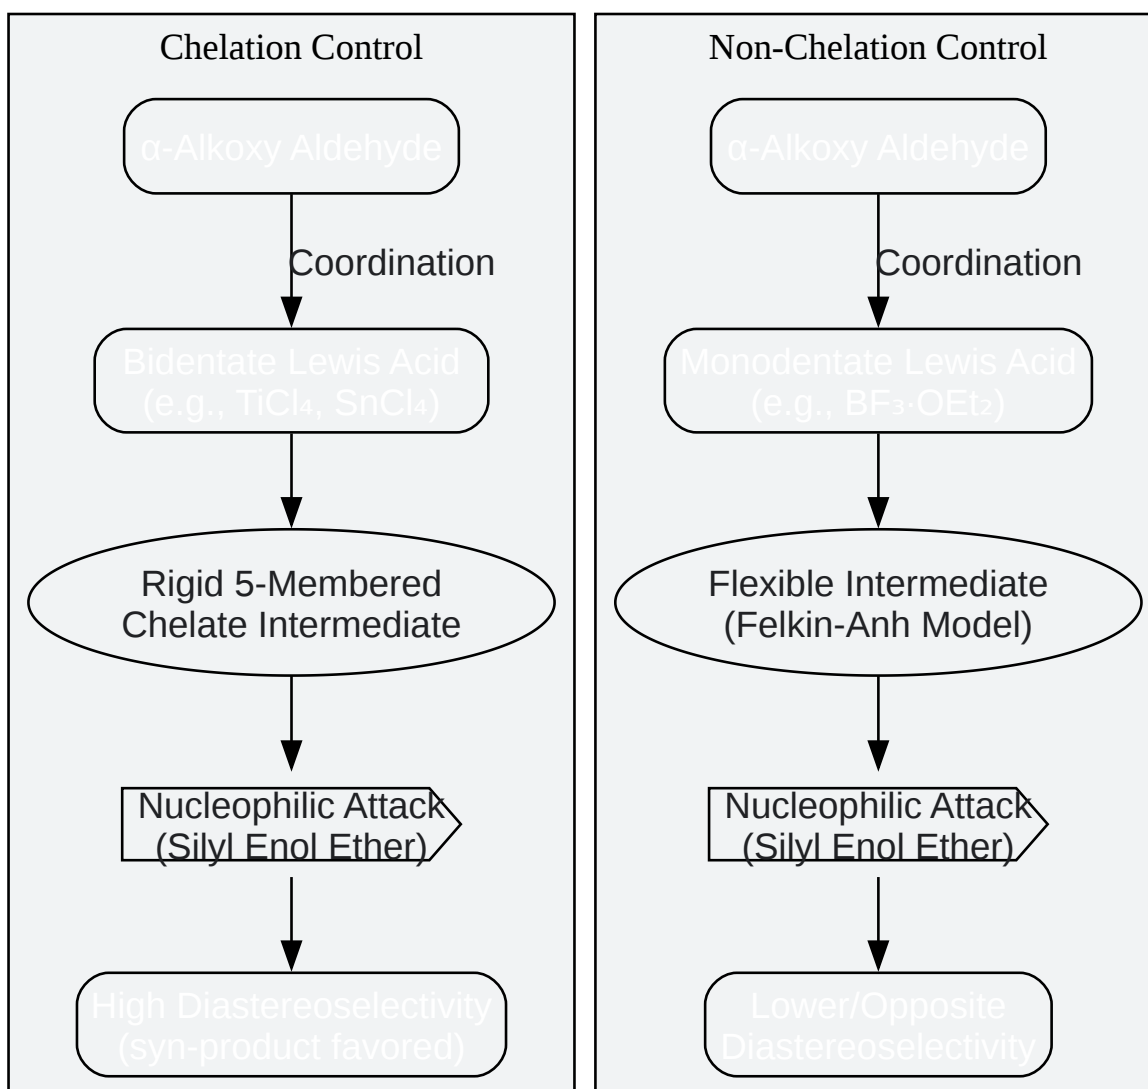 Chelation Control
α-Alkoxy Aldehyde
Coordination
Bidentate Lewis Acid
(e.g., TiCl₄, SnCl₄)
Rigid 5-Membered
Chelate Intermediate
Nucleophilic Attack
(Silyl Enol Ether)
High Diastereoselectivity
(syn-product favored)
Non-Chelation Control
α-Alkoxy Aldehyde
Coordination
Monodentate Lewis Acid
(e.g., BF₃·OEt₂)
Flexible Intermediate
(Felkin-Anh Model)
Nucleophilic Attack
(Silyl Enol Ether)
Lower/Opposite
Diastereoselectivity